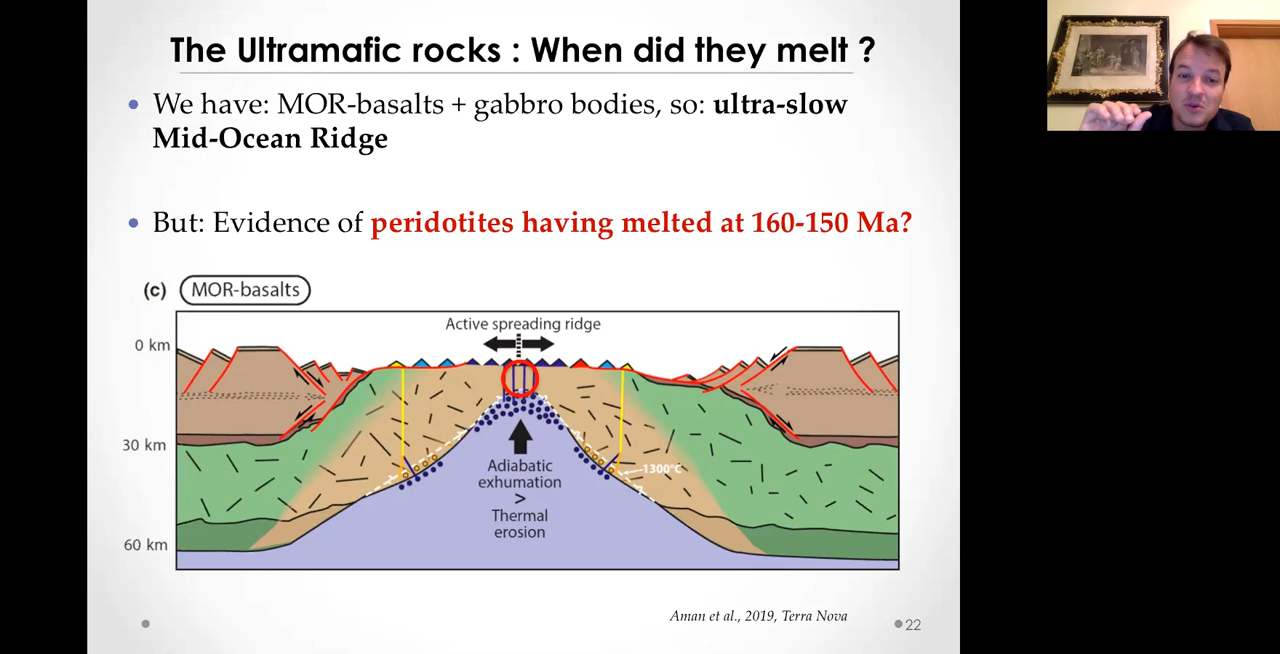 The Ultramafic rocks : When did they melt ?
We have: MOR-basalts + gabbro bodies, so: ultra-slow
Mid-Ocean Ridge
But: Evidence of peridotites having melted at 160-150 Ma?
(c) MOR-basalts
Active spreading ridge
0 km
30 km
60 km
Adiabatic
exhumation
>
Thermal
erosion
1300°C
Aman et al., 2019, Terra Nova
22